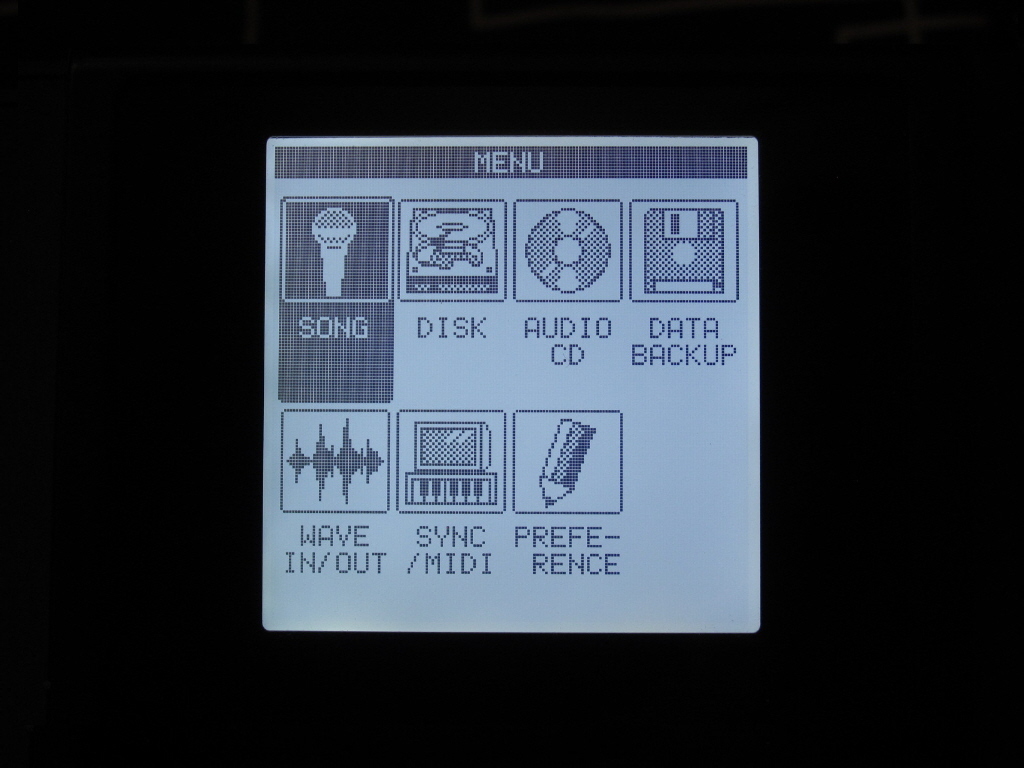 MENU
SONG DISK AUDIO CD DATA BACKUP
WAVE IN/OUT SYNC /MIDI PREFE- RENCE